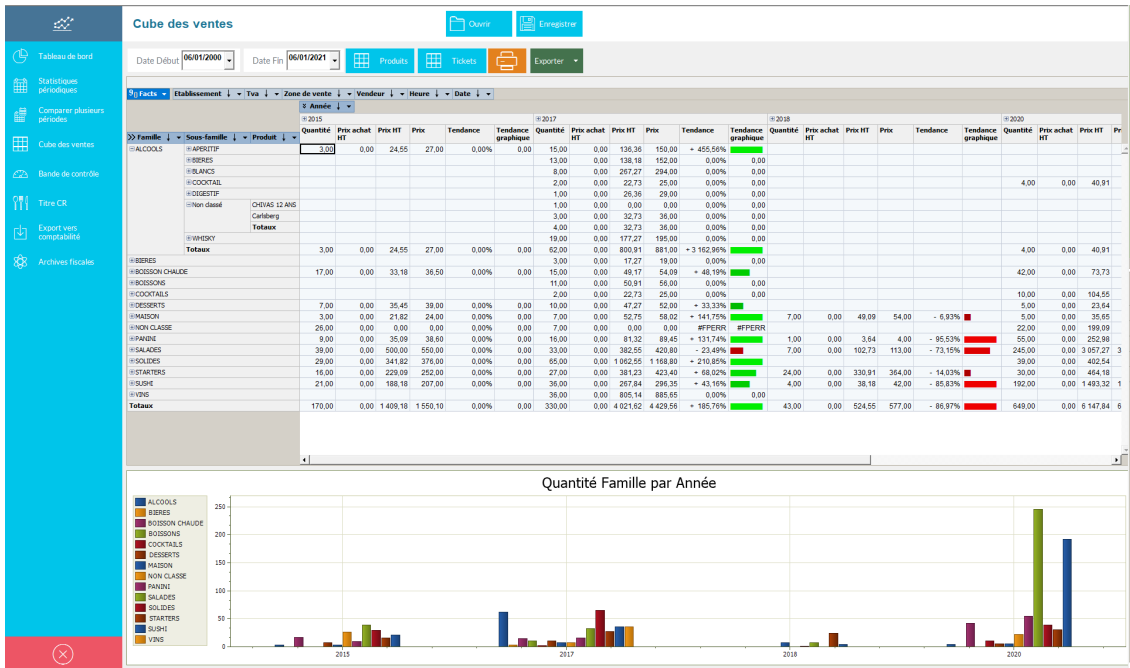 Cube des ventes
Ouvrir
Enregistrer
Tableau de bord
Statistiques
périodiques
Comparer plusieurs
périodes
Cube des ventes
Bande de contrôle
Titre CR
Export vers
comptabilité
Archives fiscales
Date Début 06/01/2000 Date Fin 06/01/2021 Produits Tickets Exporter
Facts Etablissement Tva Zone de vente Vendeur Heure Date
Année
2015 2017 2018 2020
Famille Sous-famille Produit Quantité Prix achat HT Prix HT Prix Tendance Tendance graphique Quantité Prix achat HT Prix HT Prix Tendance Tendance graphique Quantité Prix achat HT Prix HT Prix Tendance Tendance graphique Quantité Prix achat HT Prix HT Pr
ALCOOLS APERITIF 3,00 0,00 24,55 27,00 0,00% 0,00 15,00 0,00 136,36 150,00 + 455,56%
BIERES 13,00 0,00 138,18 152,00 0,00% 0,00
BLANCS 8,00 0,00 267,27 294,00 0,00% 0,00
COCKTAIL 2,00 0,00 22,73 25,00 0,00% 0,00 4,00 0,00 40,91
DIGESTIF 1,00 0,00 26,36 29,00 0,00% 0,00
Non classé CHIVAS 12 ANS 1,00 0,00 0,00 0,00 0,00% 0,00
Carlsberg 3,00 0,00 32,73 36,00 0,00% 0,00
Totaux 4,00 0,00 32,73 36,00 0,00% 0,00
WHISKY 19,00 0,00 177,27 195,00 0,00% 0,00
Totaux 3,00 0,00 24,55 27,00 0,00% 0,00 62,00 0,00 800,91 881,00 + 3 162,96% 4,00 0,00 40,91
BIERES 3,00 0,00 17,27 19,00 0,00% 0,00
BOISSON CHAUDE 17,00 0,00 33,18 36,50 0,00% 0,00 15,00 0,00 49,17 54,09 + 48,19% 42,00 0,00 73,73
BOISSONS 11,00 0,00 50,91 56,00 0,00% 0,00
COCKTAILS 2,00 0,00 22,73 25,00 0,00% 0,00 10,00 0,00 104,55
DESSERTS 7,00 0,00 35,45 39,00 0,00% 0,00 10,00 0,00 47,27 52,00 + 33,33% 5,00 0,00 23,64
MAISON 3,00 0,00 21,82 24,00 0,00% 0,00 7,00 0,00 52,75 58,02 + 141,75% 7,00 0,00 49,09 54,00 - 6,93% 5,00 0,00 35,65
NON CLASSE 26,00 0,00 0,00 0,00 0,00% 0,00 7,00 0,00 0,00 0,00 #FPERR #FPERR 22,00 0,00 199,09
PANINI 9,00 0,00 35,09 38,60 0,00% 0,00 16,00 0,00 81,32 89,45 + 131,74% 1,00 0,00 3,64 4,00 - 95,53% 55,00 0,00 252,98
SALADES 39,00 0,00 500,00 550,00 0,00% 0,00 33,00 0,00 382,55 420,80 - 23,49% 7,00 0,00 102,73 113,00 - 73,15% 245,00 0,00 3 057,27 3
SOLIDES 29,00 0,00 341,82 376,00 0,00% 0,00 65,00 0,00 1 062,55 1 168,80 + 210,85% 39,00 0,00 402,54
STARTERS 16,00 0,00 229,09 252,00 0,00% 0,00 27,00 0,00 381,23 423,40 + 68,02% 24,00 0,00 330,91 364,00 - 14,03% 30,00 0,00 464,18
SUSHI 21,00 0,00 188,18 207,00 0,00% 0,00 36,00 0,00 267,84 296,35 + 43,16% 4,00 0,00 38,18 42,00 - 85,83% 192,00 0,00 1 493,32 1
VINS 36,00 0,00 805,14 885,65 0,00% 0,00
Totaux 170,00 0,00 1 409,18 1 550,10 0,00% 0,00 330,00 0,00 4 021,62 4 429,56 + 185,76% 43,00 0,00 524,55 577,00 - 86,97% 649,00 0,00 6 147,84 6
Quantité Famille par Année
ALCOOLS
BIERES
BOISSON CHAUDE
BOISSONS
COCKTAILS
DESSERTS
MAISON
NON CLASSE
PANINI
SALADES
SOLIDES
STARTERS
SUSHI
VINS
250
200
150
100
50
0
2015 2017 2018 2020